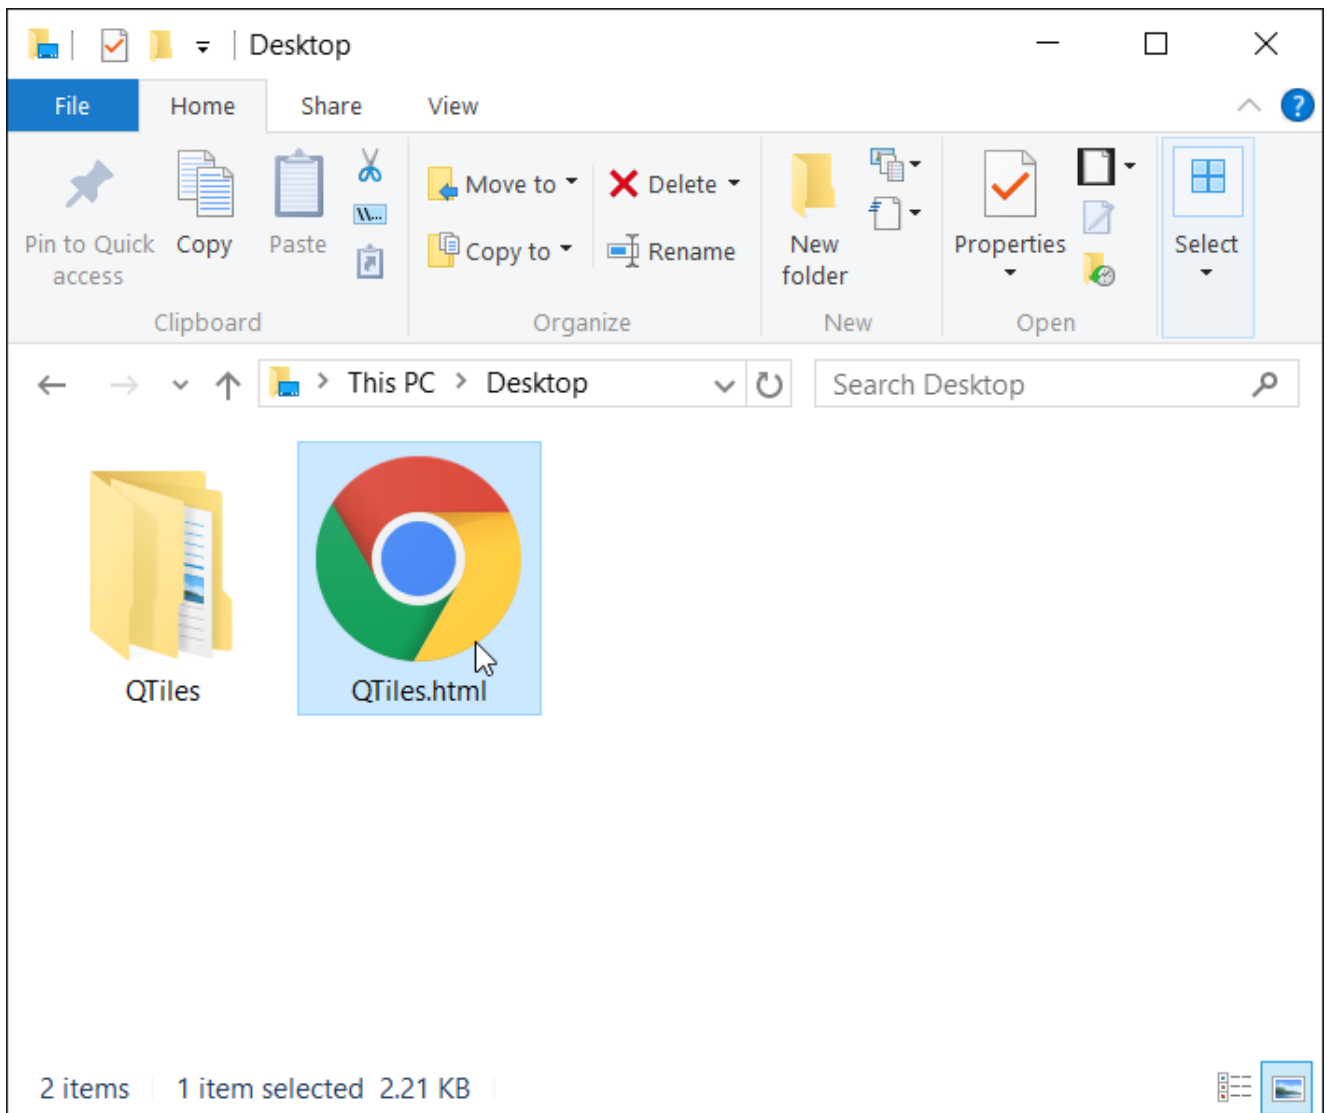 Desktop
File Home Share View
Pin to Quick access
Copy
Paste
W...
Move to
Copy to
Delete
Rename
New folder
Properties
Select
Clipboard Organize New Open
This PC > Desktop
Search Desktop
QTiles
QTiles.html
2 items 1 item selected 2.21 KB